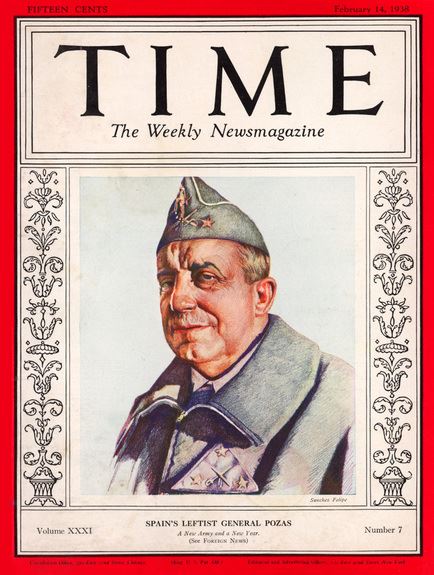 FIFTEEN CENTS
February 14, 1938
TIME
The Weekly Newsmagazine
Sanchez Felipe
SPAIN'S LEFTIST GENERAL POZAS
Volume XXXI
A New Army and a New Year.
Number 7
(See FOREIGN NEWS)